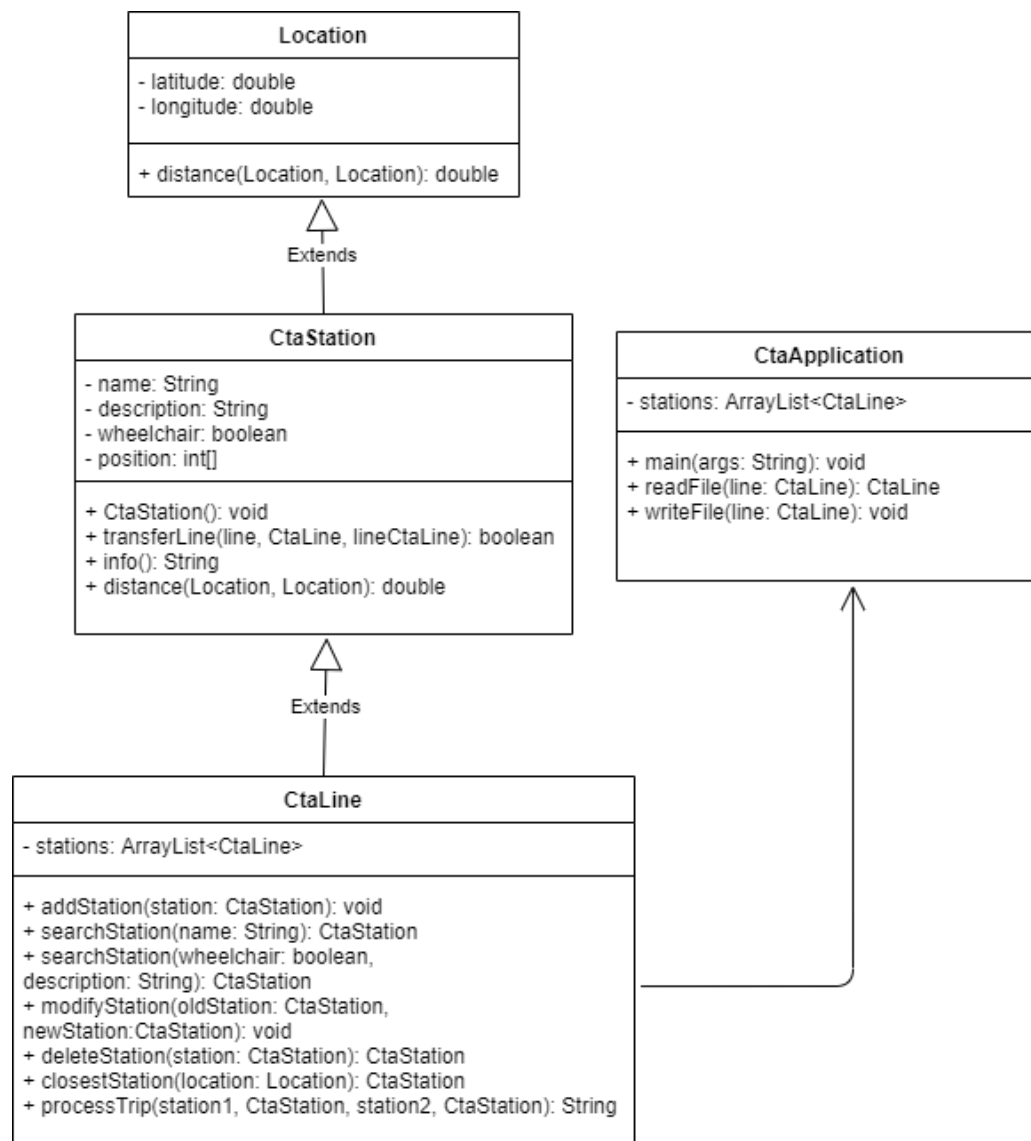 Location
- latitude: double
- longitude: double
+ distance(Location, Location): double
Extends
CtaStation
- name: String
- description: String
- wheelchair: boolean
- position: int[]
+ CtaStation(): void
+ transferLine(line, CtaLine, lineCtaLine): boolean
+ info(): String
+ distance(Location, Location): double
CtaApplication
- stations: ArrayList<CtaLine>
+ main(args: String): void
+ readFile(line: CtaLine): CtaLine
+ writeFile(line: CtaLine): void
Extends
CtaLine
- stations: ArrayList<CtaLine>
+ addStation(station: CtaStation): void
+ searchStation(name: String): CtaStation
+ searchStation(wheelchair: boolean,
description: String): CtaStation
+ modifyStation(oldStation: CtaStation,
newStation:CtaStation): void
+ deleteStation(station: CtaStation): CtaStation
+ closestStation(location: Location): CtaStation
+ processTrip(station1, CtaStation, station2, CtaStation): String